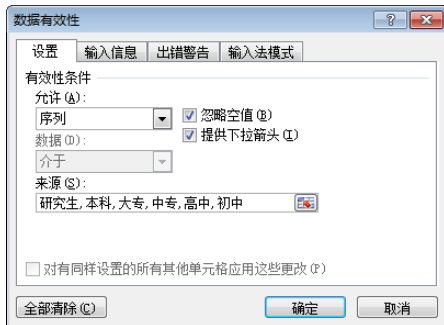 数据有效性
设置 输入信息 出错警告 输入法模式
有效性条件
允许(A):
序列
忽略空值(B)
数据(D):
提供下拉箭头(I)
介于
来源(S):
研究生,本科,大专,中专,高中,初中
对有同样设置的所有其他单元格应用这些更改(P)
全部清除(C) 确定 取消